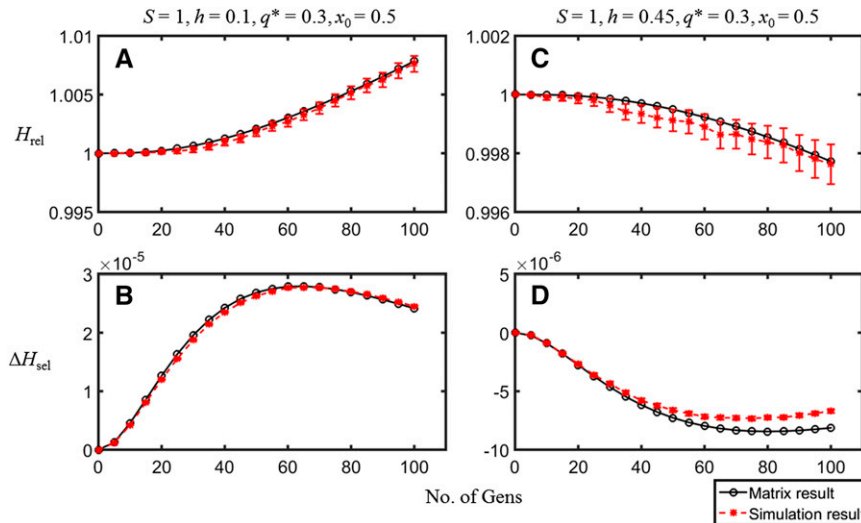 S = 1, h = 0.1, q* = 0.3, x₀ = 0.5
S = 1, h = 0.45, q* = 0.3, x₀ = 0.5
1.01
1.005
1
0.995
H_rel
A
0 20 40 60 80 100
1.002
1
0.998
0.996
C
0 20 40 60 80 100
×10⁻⁵
3
2
1
0
ΔH_sel
B
0 20 40 60 80 100
×10⁻⁶
5
0
-5
-10
D
0 20 40 60 80 100
No. of Gens
Matrix result
Simulation resul